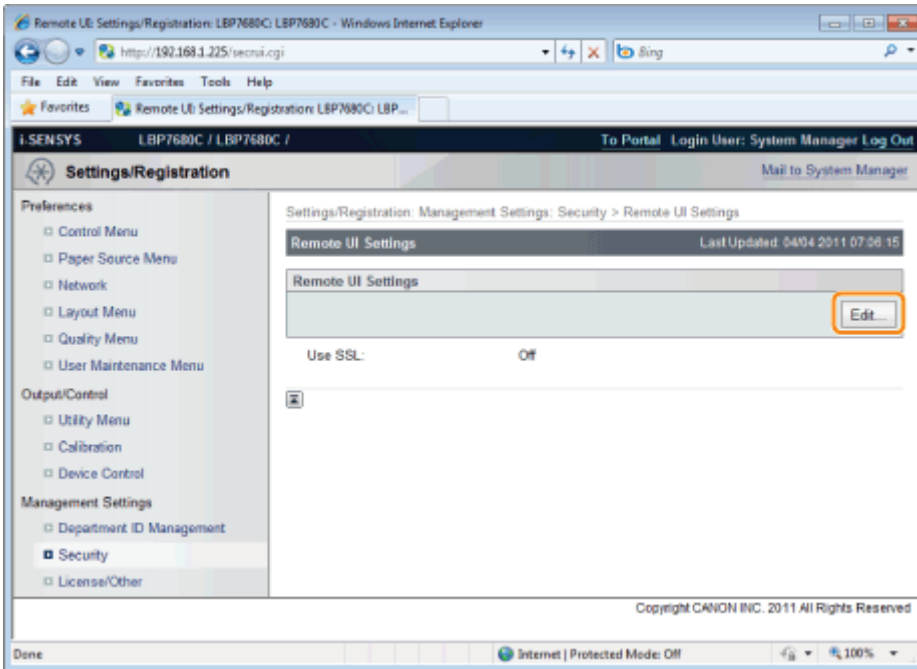 Remote UI: Settings/Registration: LBP7680C: LBP7680C - Windows Internet Explorer
http://192.168.1.225/secrui.cgi
Bing
File Edit View Favorites Tools Help
Favorites
Remote UI: Settings/Registration: LBP7680C: LBP...
i-SENSYS LBP7680C / LBP7680C /
To Portal Login User: System Manager Log Out
Settings/Registration
Mail to System Manager
Preferences
Control Menu
Paper Source Menu
Network
Layout Menu
Quality Menu
User Maintenance Menu
Output/Control
Utility Menu
Calibration
Device Control
Management Settings
Department ID Management
Security
License/Other
Settings/Registration: Management Settings: Security > Remote UI Settings
Remote UI Settings
Last Updated: 04/04 2011 07:06:15
Remote UI Settings
Edit...
Use SSL: Off
Copyright CANON INC. 2011 All Rights Reserved
Done
Internet | Protected Mode: Off
100%